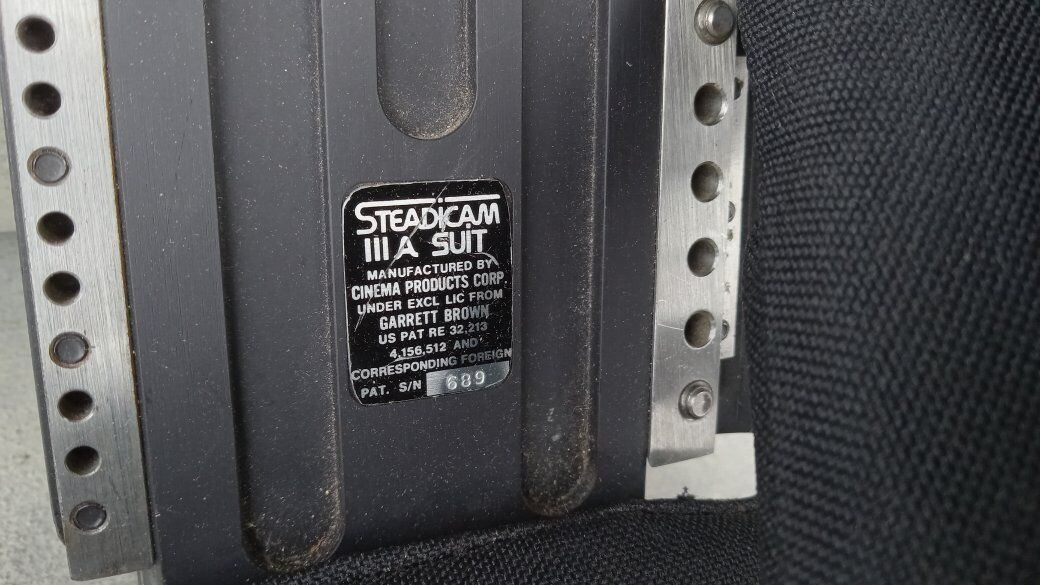 STEADICAM
III A SUIT
MANUFACTURED BY
CINEMA PRODUCTS CORP.
UNDER EXCL LIC FROM
GARRETT BROWN
US PAT RE 32,213
4,156,512 AND
CORRESPONDING FOREIGN
PAT. S/N 689